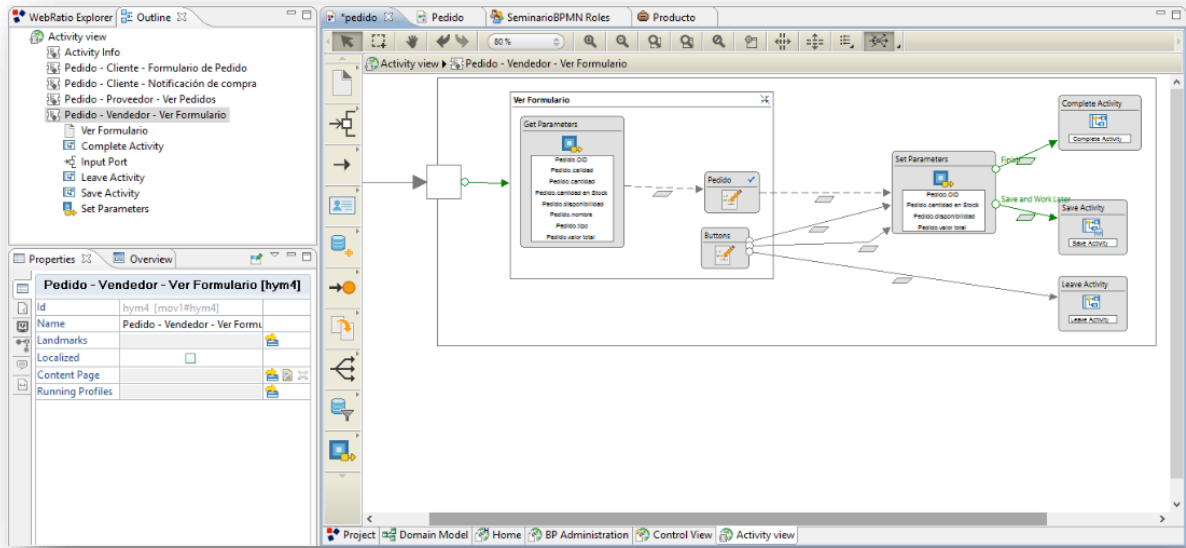 WebRatio Explorer
Outline
Activity view
Activity Info
Pedido - Cliente - Formulario de Pedido
Pedido - Cliente - Notificación de compra
Pedido - Proveedor - Ver Pedidos
Pedido - Vendedor - Ver Formulario
Ver Formulario
Complete Activity
Input Port
Leave Activity
Save Activity
Set Parameters
Properties
Overview
Pedido - Vendedor - Ver Formulario [hym4]
Id
hym4 [mov1#hym4]
Name
Pedido - Vendedor - Ver Formu
Landmarks
Localized
Content Page
Running Profiles
*pedido
Pedido
SeminarioBPMN Roles
Producto
80 %
Activity view
Pedido - Vendedor - Ver Formulario
Ver Formulario
Get Parameters
Pedido.OID
Pedido.calidad
Pedido.cantidad
Pedido.cantidad en Stock
Pedido.disponibilidad
Pedido.nombre
Pedido.tipo
Pedido.valor total
Pedido
Buttons
Set Parameters
Pedido.OID
Pedido.cantidad en Stock
Pedido.disponibilidad
Pedido.valor total
Finish
Save and Work Later
Complete Activity
Complete Activity
Save Activity
Save Activity
Leave Activity
Leave Activity
Project
Domain Model
Home
BP Administration
Control View
Activity view